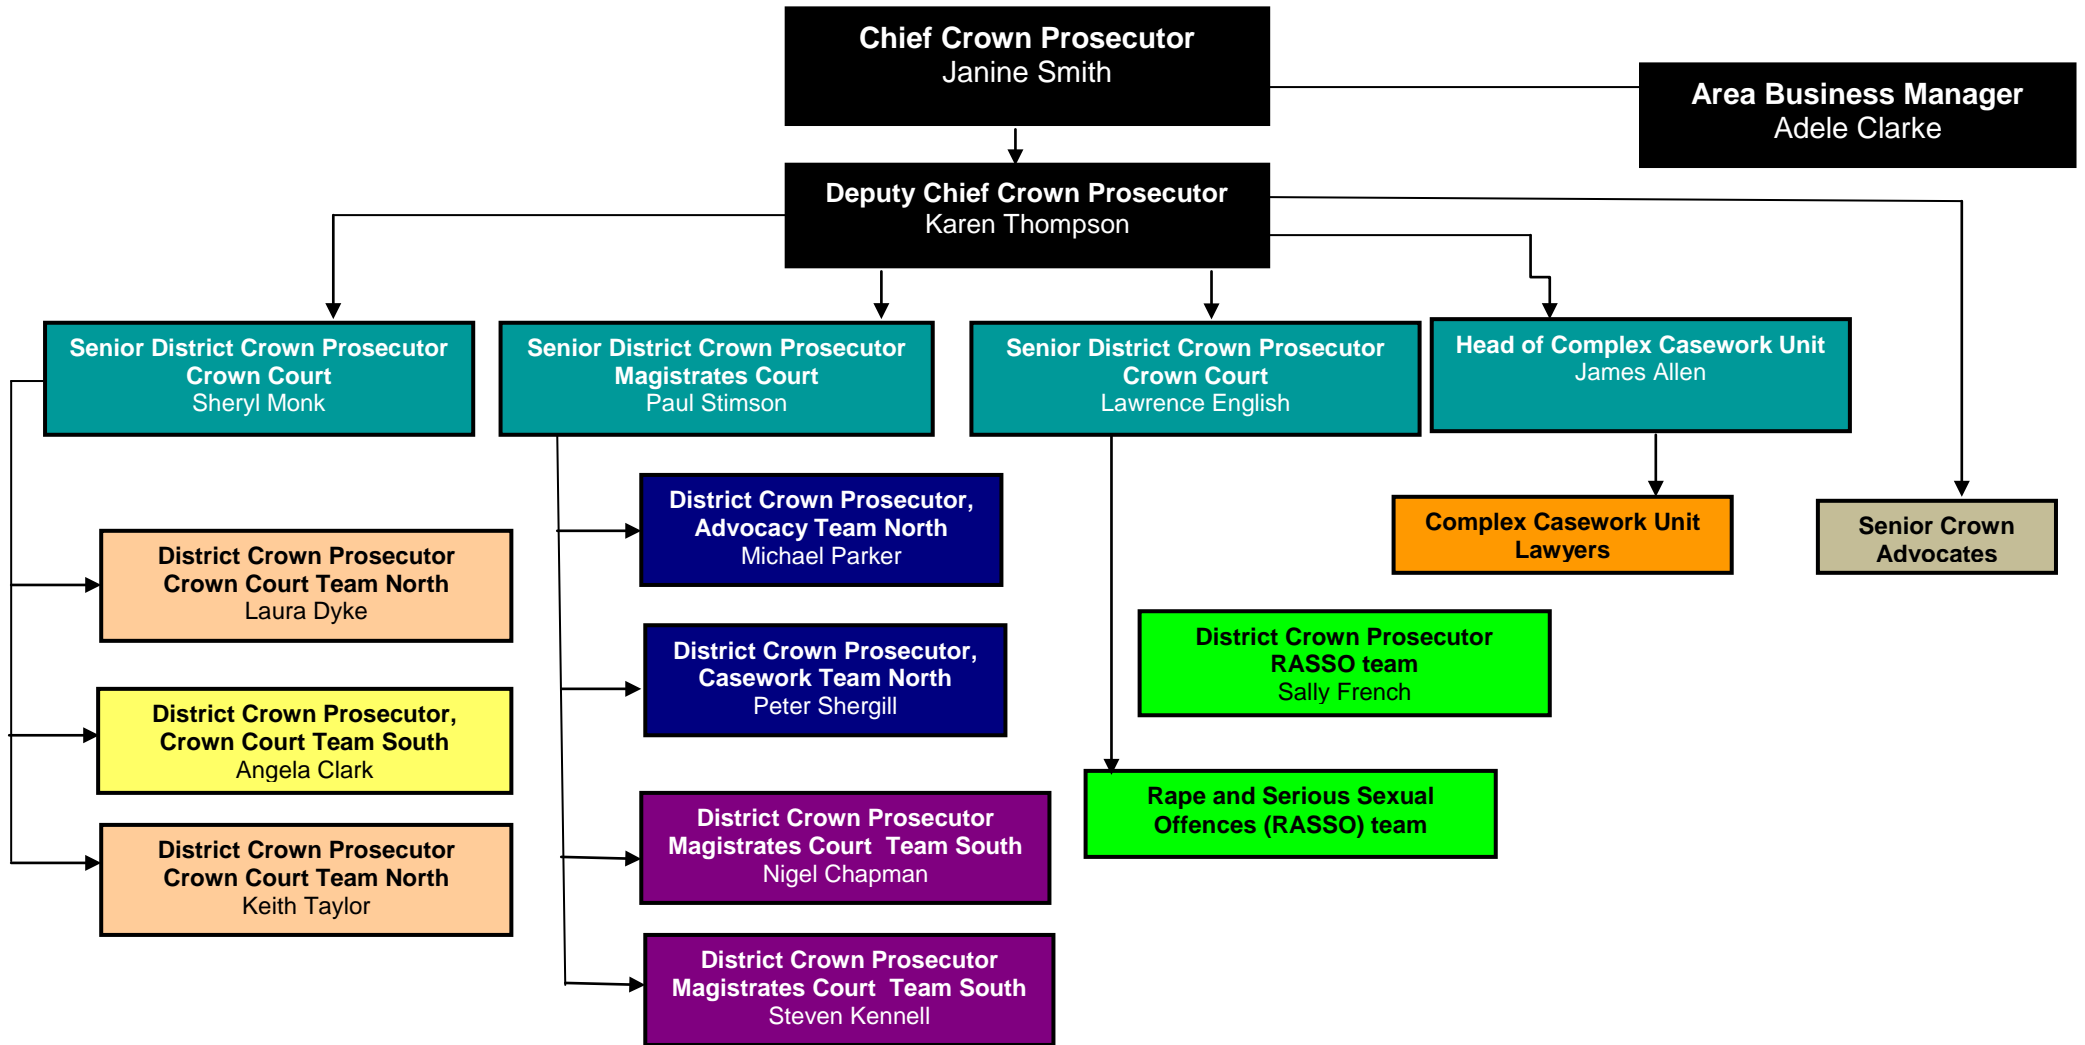 Chief Crown Prosecutor
Janine Smith
Area Business Manager
Adele Clarke
Deputy Chief Crown Prosecutor
Karen Thompson
Senior District Crown Prosecutor
Crown Court
Sheryl Monk
Senior District Crown Prosecutor
Magistrates Court
Paul Stimson
Senior District Crown Prosecutor
Crown Court
Lawrence English
Head of Complex Casework Unit
James Allen
District Crown Prosecutor
Crown Court Team North
Laura Dyke
District Crown Prosecutor,
Crown Court Team South
Angela Clark
District Crown Prosecutor
Crown Court Team North
Keith Taylor
District Crown Prosecutor,
Advocacy Team North
Michael Parker
District Crown Prosecutor,
Casework Team North
Peter Shergill
District Crown Prosecutor
Magistrates Court  Team South
Nigel Chapman
District Crown Prosecutor
Magistrates Court  Team South
Steven Kennell
District Crown Prosecutor
RASSO team
Sally French
Rape and Serious Sexual
Offences (RASSO) team
Complex Casework Unit
Lawyers
Senior Crown
Advocates